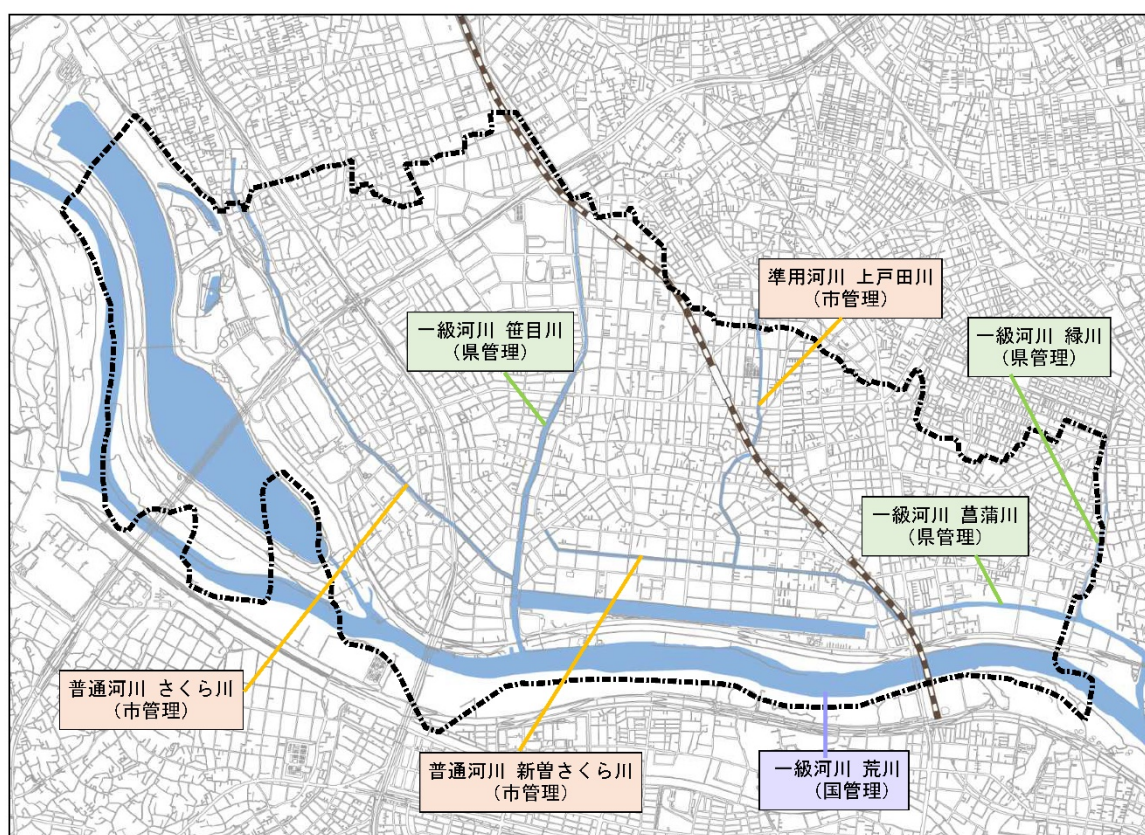 準用河川 上戸田川
(市管理)
一級河川 笹目川
(県管理)
一級河川 緑川
(県管理)
一級河川 菖蒲川
(県管理)
普通河川 さくら川
(市管理)
普通河川 新曽さくら川
(市管理)
一級河川 荒川
(国管理)